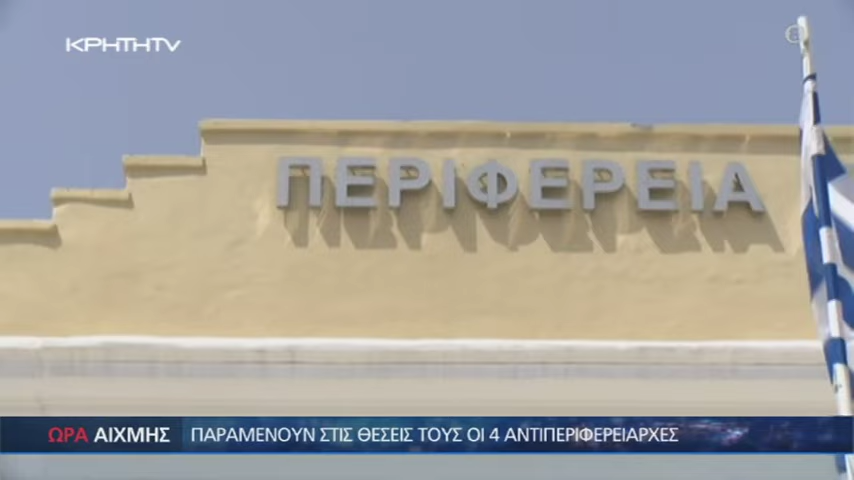 ΚΡΗΤΗTV
ΠΕΡΙΦΕΡΕΙΑ
ΩΡΑ ΑΙΧΜΗΣ ΠΑΡΑΜΕΝΟΥΝ ΣΤΙΣ ΘΕΣΕΙΣ ΤΟΥΣ ΟΙ 4 ΑΝΤΙΠΕΡΙΦΕΡΕΙΑΡΧΕΣ